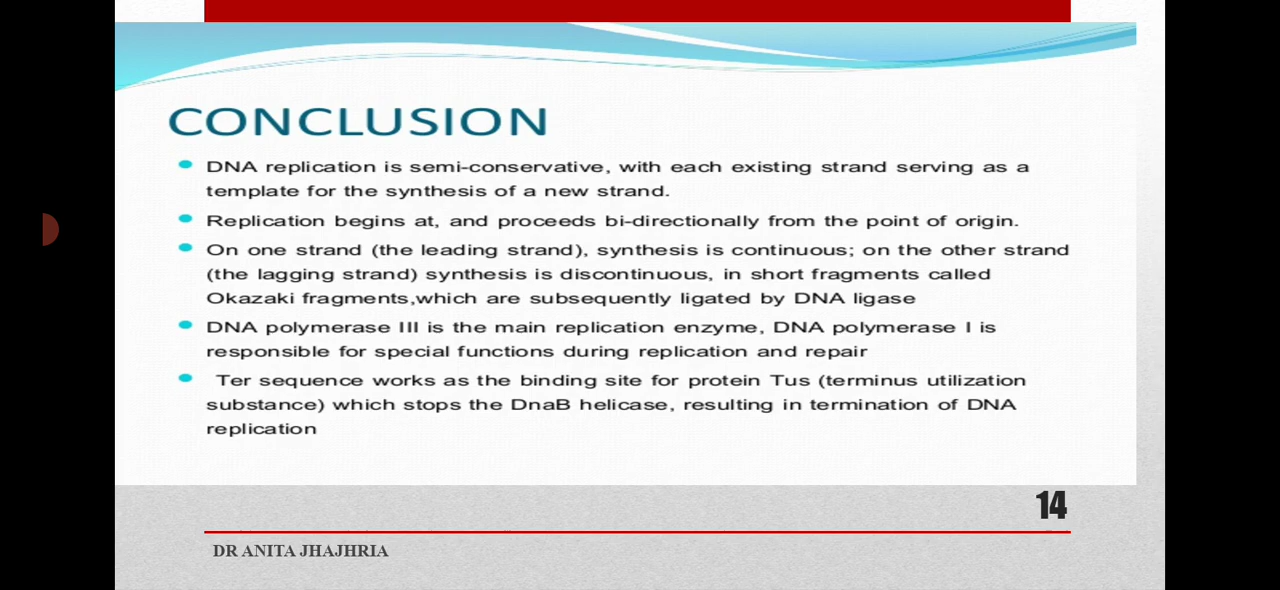 CONCLUSION
DNA replication is semi-conservative, with each existing strand serving as a
template for the synthesis of a new strand.
Replication begins at, and proceeds bi-directionally from the point of origin.
On one strand (the leading strand), synthesis is continuous; on the other strand
(the lagging strand) synthesis is discontinuous, in short fragments called
Okazaki fragments,which are subsequently ligated by DNA ligase
DNA polymerase III is the main replication enzyme, DNA polymerase I is
responsible for special functions during replication and repair
Ter sequence works as the binding site for protein Tus (terminus utilization
substance) which stops the DnaB helicase, resulting in termination of DNA
replication
14
DR ANITA JHAJHRIA